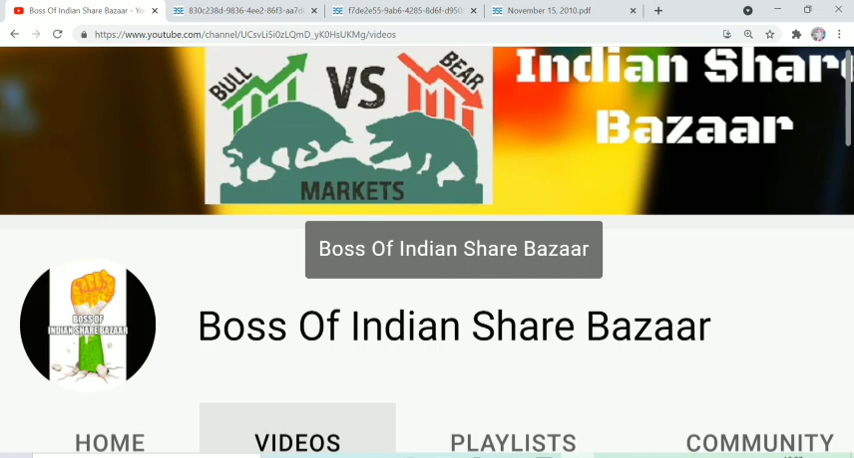 Boss Of Indian Share Bazaar - Yo
830c238d-9836-4ee2-86f3-aa7d
f7de2e55-9ab6-4285-8d6f-d950
November 15, 2010.pdf
https://www.youtube.com/channel/UCsvLi5i0zLQmD_yK0HsUKMg/videos
BULL
VS
BEAR
MARKETS
Indian Share
Bazaar
Boss Of Indian Share Bazaar
BOSS OF
INDIAN SHARE BAZAAR
Boss Of Indian Share Bazaar
HOME VIDEOS PLAYLISTS COMMUNITY